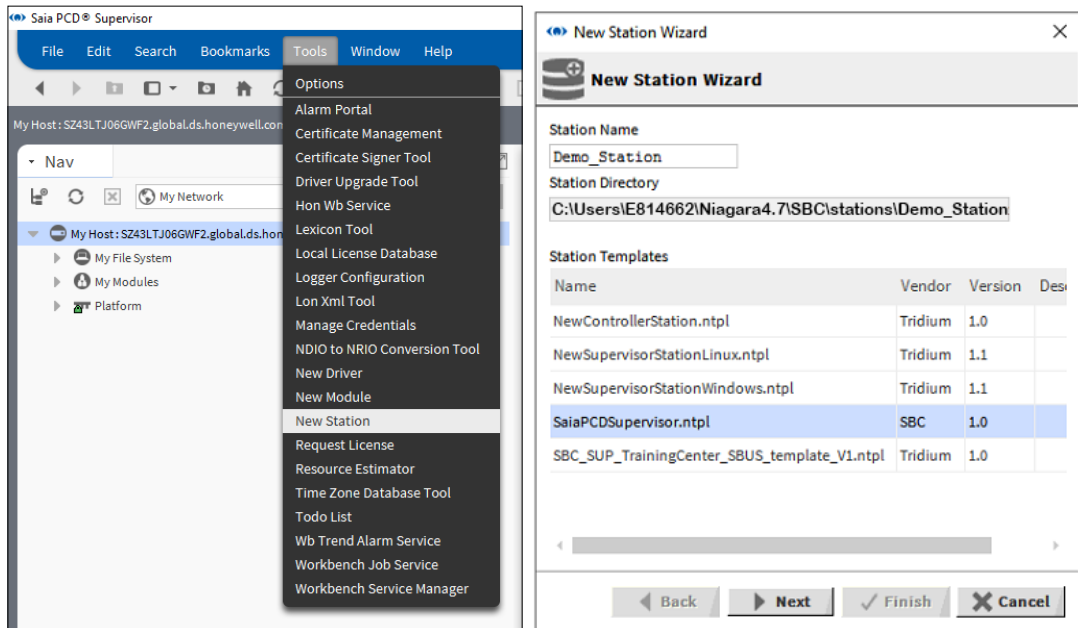 Saia PCD® Supervisor
File Edit Search Bookmarks Tools Window Help
My Host : SZ43LTJ06GWF2.global.ds.honeywell.com
Nav
My Network
My Host : SZ43LTJ06GWF2.global.ds.hon
My File System
My Modules
Platform
Options
Alarm Portal
Certificate Management
Certificate Signer Tool
Driver Upgrade Tool
Hon Wb Service
Lexicon Tool
Local License Database
Logger Configuration
Lon Xml Tool
Manage Credentials
NDIO to NRIO Conversion Tool
New Driver
New Module
New Station
Request License
Resource Estimator
Time Zone Database Tool
Todo List
Wb Trend Alarm Service
Workbench Job Service
Workbench Service Manager
New Station Wizard
New Station Wizard
Station Name
Demo_Station
Station Directory
C:\Users\E814662\Niagara4.7\SBC\stations\Demo_Station
Station Templates
Name Vendor Version Des
NewControllerStation.ntpl Tridium 1.0
NewSupervisorStationLinux.ntpl Tridium 1.1
NewSupervisorStationWindows.ntpl Tridium 1.1
SaiaPCDSupervisor.ntpl SBC 1.0
SBC_SUP_TrainingCenter_SBUS_template_V1.ntpl Tridium 1.0
Back Next Finish Cancel